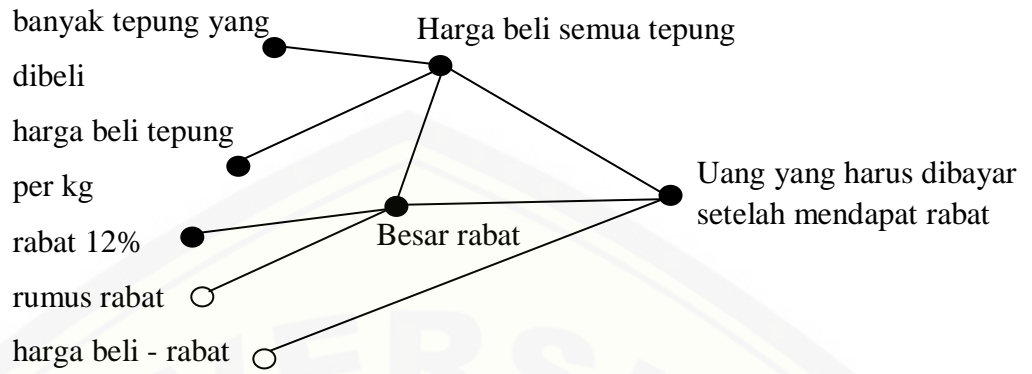 banyak tepung yang
dibeli
Harga beli semua tepung
harga beli tepung
per kg
Uang yang harus dibayar
setelah mendapat rabat
rabat 12%
Besar rabat
rumus rabat
harga beli - rabat